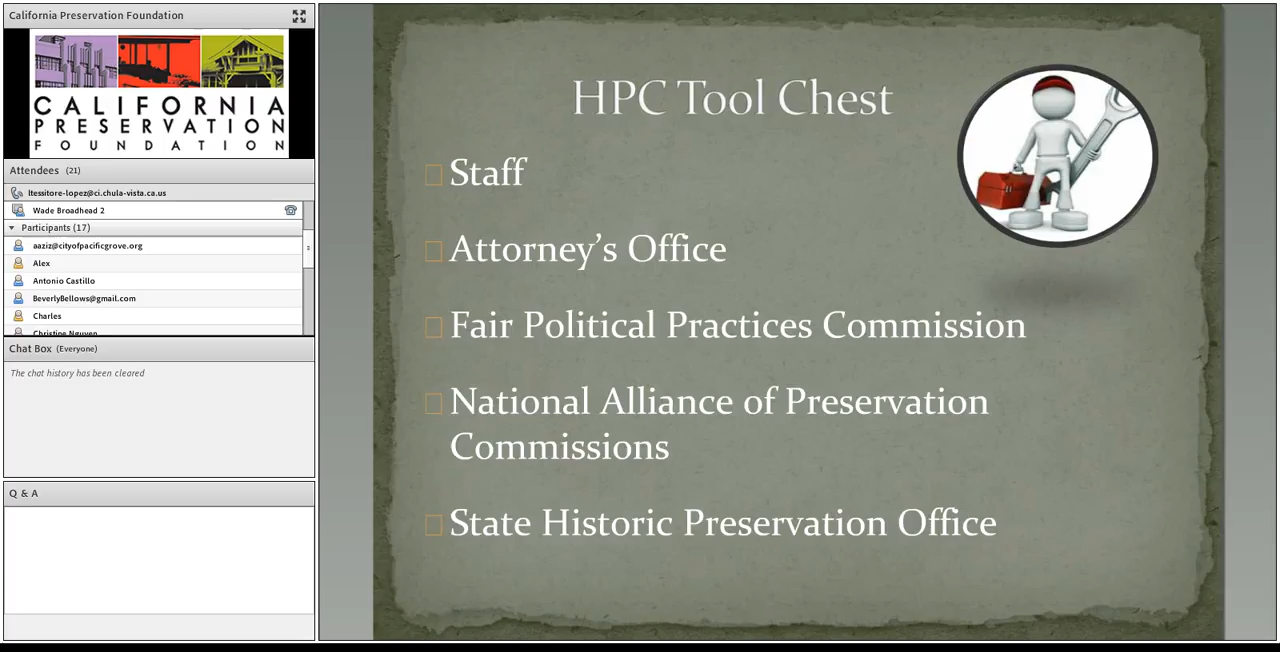 California Preservation Foundation
CALIFORNIA
PRESERVATION
FOUNDATION
Attendees (21)
ltessitore-lopez@ci.chula-vista.ca.us
Wade Broadhead 2
Participants (17)
aaziz@cityofpacificgrove.org
Alex
Antonio Castillo
BeverlyBellows@gmail.com
Charles
Christine Nguyen
Chat Box (Everyone)
The chat history has been cleared
Q & A
HPC Tool Chest
Staff
Attorney’s Office
Fair Political Practices Commission
National Alliance of Preservation
Commissions
State Historic Preservation Office